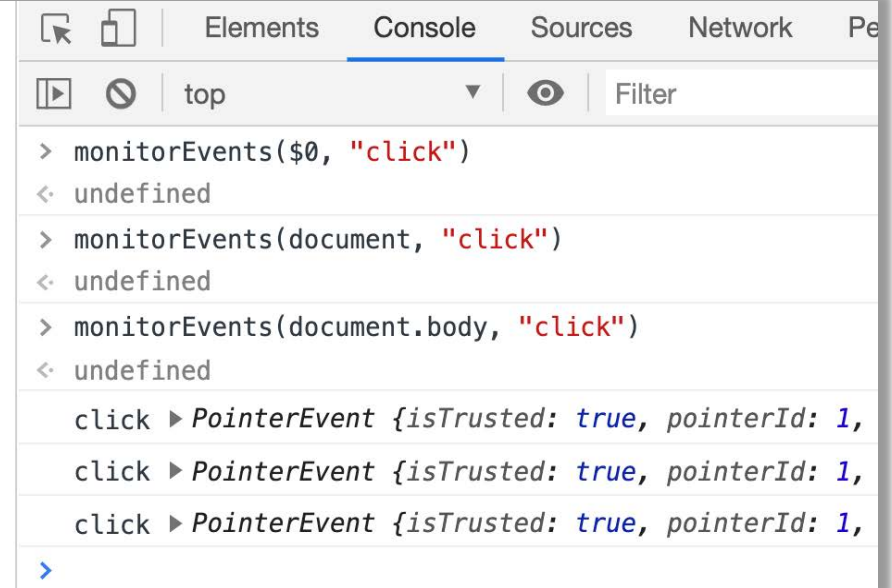 Elements Console Sources Network Pe
top ▼ Filter
> monitorEvents($0, "click")
<· undefined
> monitorEvents(document, "click")
<· undefined
> monitorEvents(document.body, "click")
<· undefined
click ▶ PointerEvent {isTrusted: true, pointerId: 1,
click ▶ PointerEvent {isTrusted: true, pointerId: 1,
click ▶ PointerEvent {isTrusted: true, pointerId: 1,
>